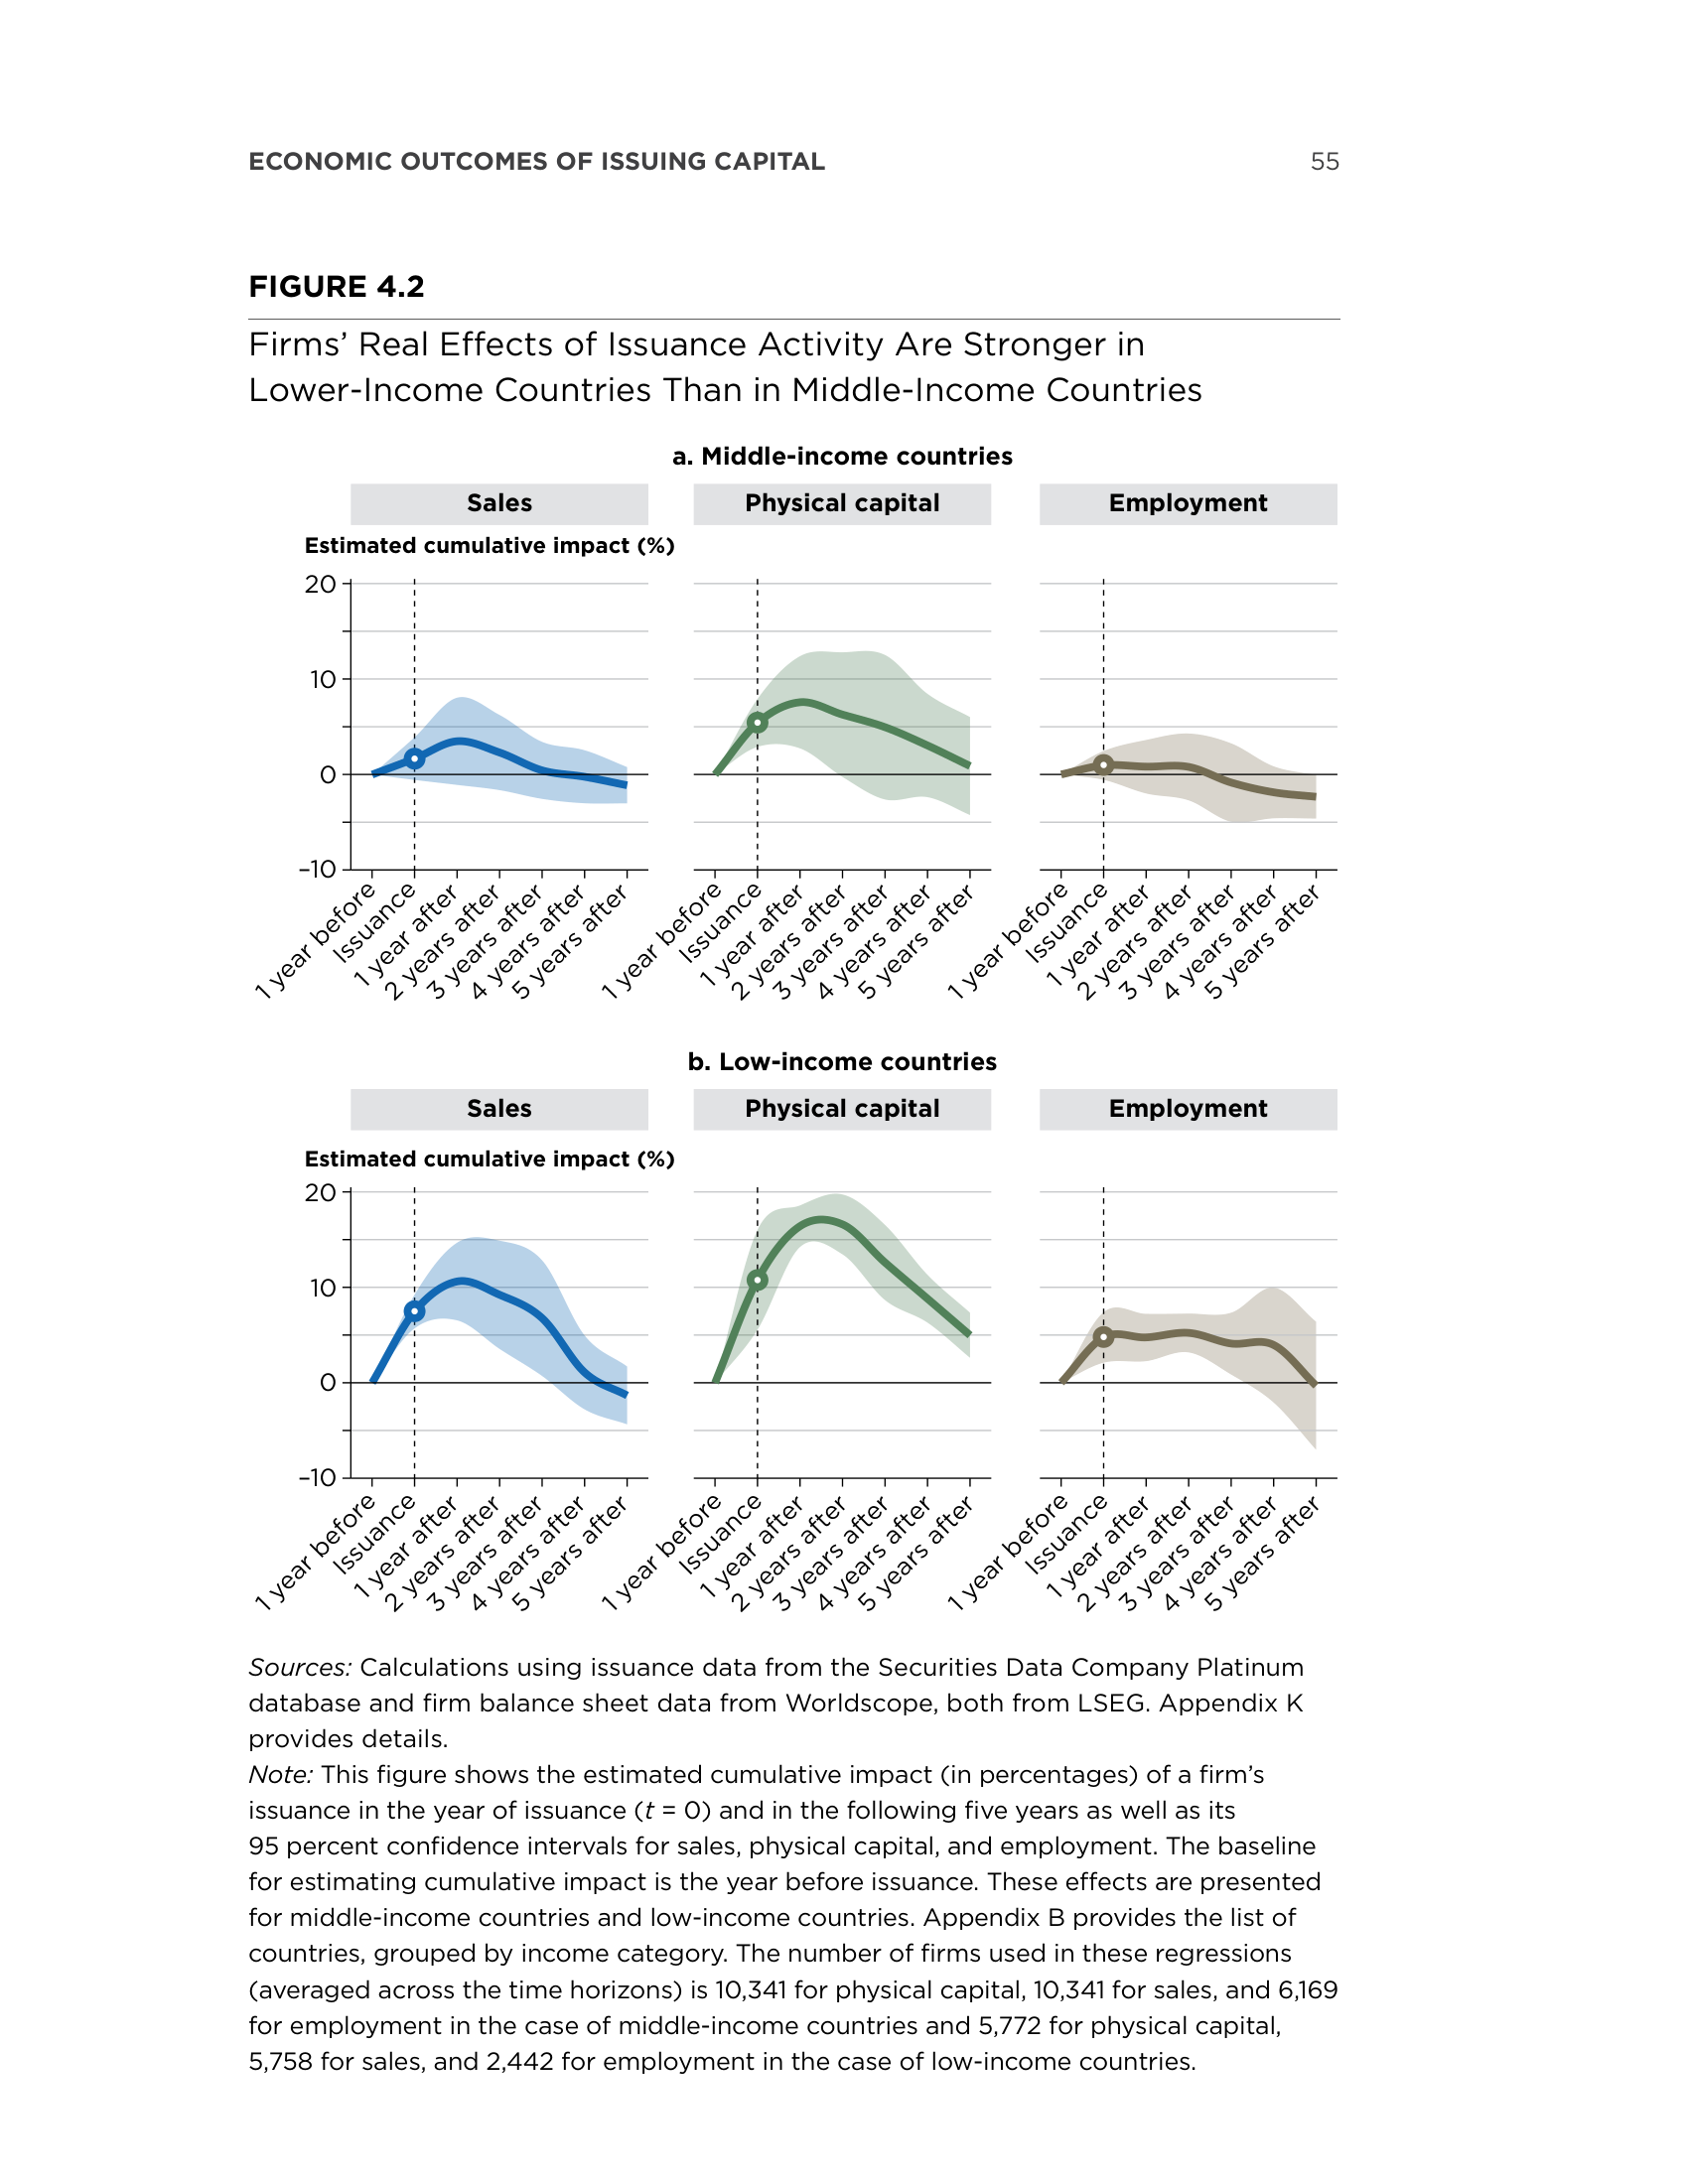 ECONOMIC OUTCOMES OF ISSUING CAPITAL 55
FIGURE 4.2
Firms’ Real Effects of Issuance Activity Are Stronger in
Lower-Income Countries Than in Middle-Income Countries
a. Middle-income countries
Sales Physical capital Employment
Estimated cumulative impact (%)
20
10
0
–10
1 year before
Issuance
1 year after
2 years after
3 years after
4 years after
5 years after
1 year before
Issuance
1 year after
2 years after
3 years after
4 years after
5 years after
1 year before
Issuance
1 year after
2 years after
3 years after
4 years after
5 years after
b. Low-income countries
Sales Physical capital Employment
Estimated cumulative impact (%)
20
10
0
–10
1 year before
Issuance
1 year after
2 years after
3 years after
4 years after
5 years after
1 year before
Issuance
1 year after
2 years after
3 years after
4 years after
5 years after
1 year before
Issuance
1 year after
2 years after
3 years after
4 years after
5 years after
Sources: Calculations using issuance data from the Securities Data Company Platinum
database and firm balance sheet data from Worldscope, both from LSEG. Appendix K
provides details.
Note: This figure shows the estimated cumulative impact (in percentages) of a firm’s
issuance in the year of issuance (t = 0) and in the following five years as well as its
95 percent confidence intervals for sales, physical capital, and employment. The baseline
for estimating cumulative impact is the year before issuance. These effects are presented
for middle-income countries and low-income countries. Appendix B provides the list of
countries, grouped by income category. The number of firms used in these regressions
(averaged across the time horizons) is 10,341 for physical capital, 10,341 for sales, and 6,169
for employment in the case of middle-income countries and 5,772 for physical capital,
5,758 for sales, and 2,442 for employment in the case of low-income countries.